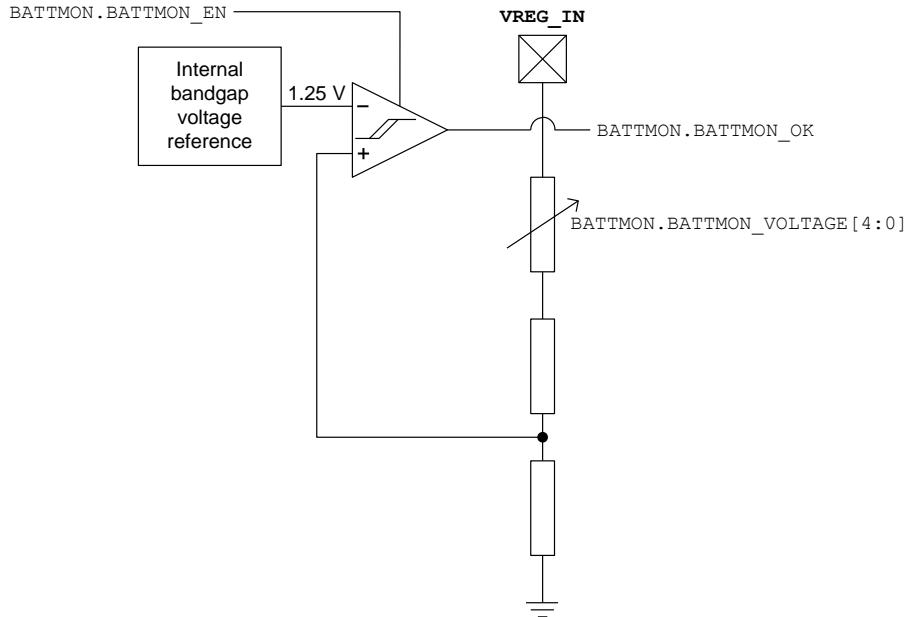 BATTMON.BATTMON_EN
VREG_IN
Internal
bandgap
voltage
reference
1.25 V
−
+
BATTMON.BATTMON_OK
BATTMON.BATTMON_VOLTAGE[4:0]